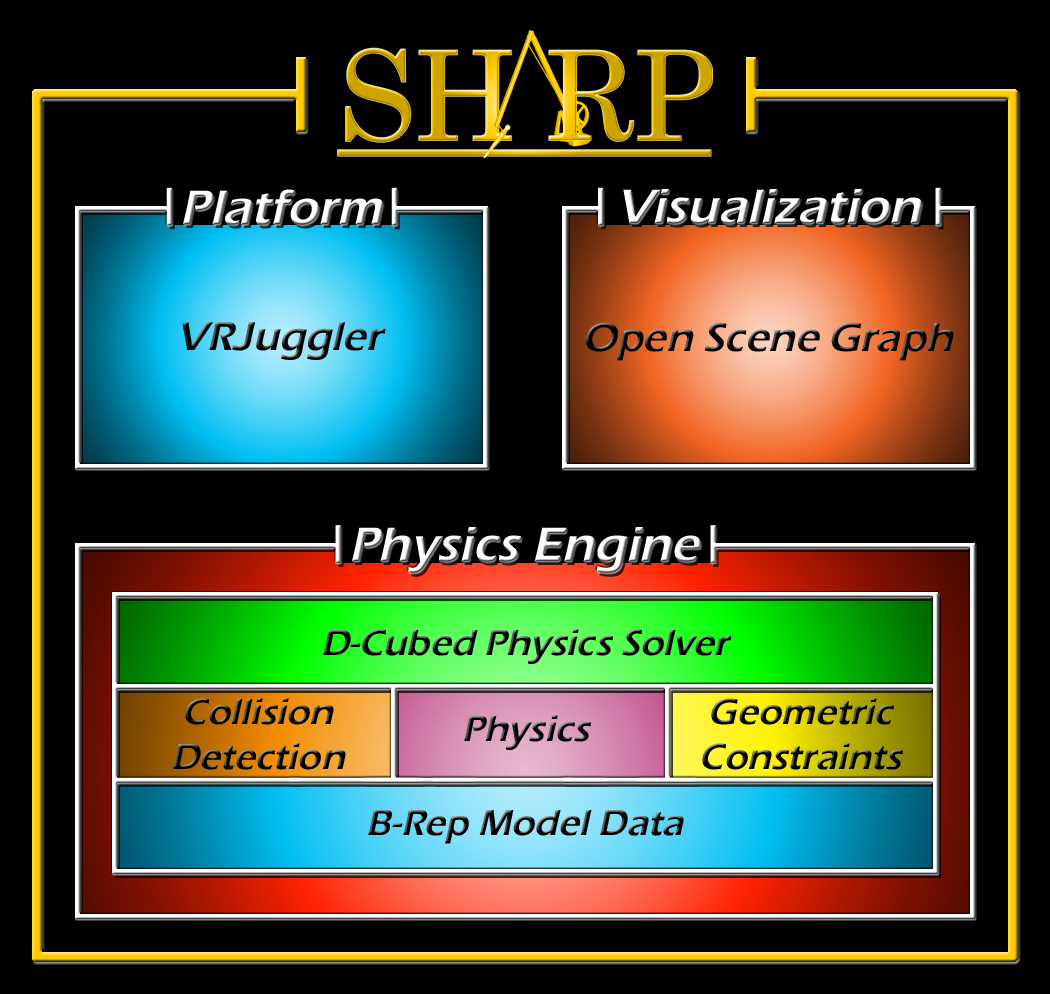 SHARP
Platform
Visualization
VRJuggler
Open Scene Graph
Physics Engine
D-Cubed Physics Solver
Collision
Detection
Physics
Geometric
Constraints
B-Rep Model Data